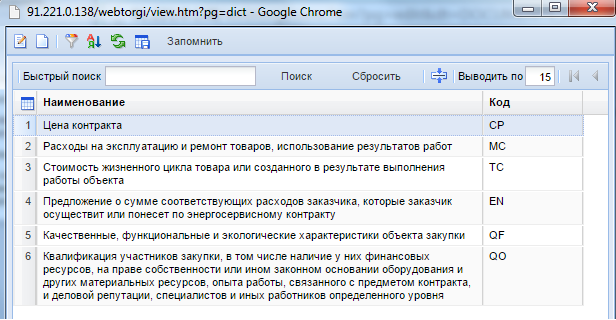 91.221.0.138/webtorgi/view.htm?pg=dict - Google Chrome
Запомнить
Быстрый поиск Поиск Сбросить Выводить по 15
Наименование Код
1 Цена контракта CP
2 Расходы на эксплуатацию и ремонт товаров, использование результатов работ MC
3 Стоимость жизненного цикла товара или созданного в результате выполнения TC
работы объекта
4 Предложение о сумме соответствующих расходов заказчика, которые заказчик EN
осуществит или понесет по энергосервисному контракту
5 Качественные, функциональные и экологические характеристики объекта закупки QF
6 Квалификация участников закупки, в том числе наличие у них финансовых QO
ресурсов, на праве собственности или ином законном основании оборудования и
других материальных ресурсов, опыта работы, связанного с предметом контракта,
и деловой репутации, специалистов и иных работников определенного уровня